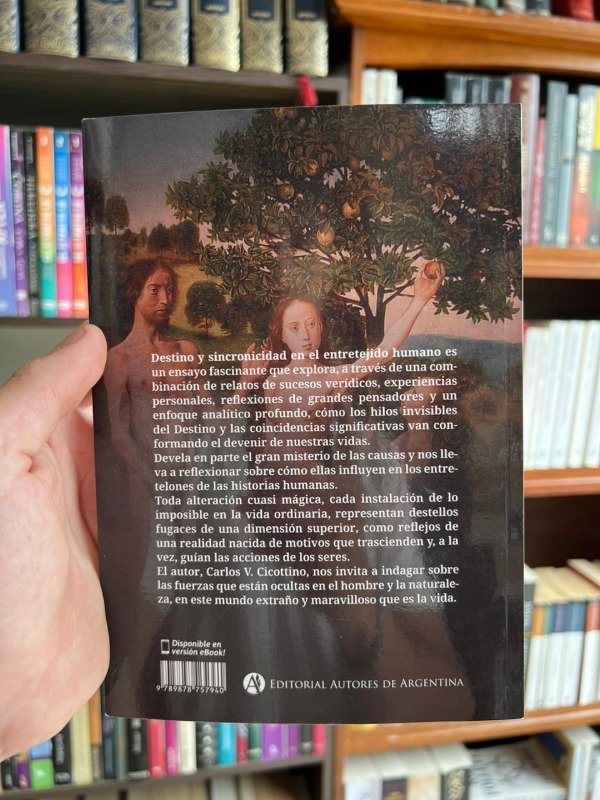 Destino y sincronicidad en el entretejido humano es
un ensayo fascinante que explora, a través de una com-
binación de relatos de sucesos verídicos, experiencias
personales, reflexiones de grandes pensadores y un
enfoque analítico profundo, cómo los hilos invisibles
del Destino y las coincidencias significativas van con-
formando el devenir de nuestras vidas.
Devela en parte el gran misterio de las causas y nos lle-
va a reflexionar sobre cómo ellas influyen en los entre-
telones de las historias humanas.
Toda alteración cuasi mágica, cada instalación de lo
imposible en la vida ordinaria, representan destellos
fugaces de una dimensión superior, como reflejos de
una realidad nacida de motivos que trascienden y, a la
vez, guían las acciones de los seres.
El autor, Carlos V. Cicottino, nos invita a indagar sobre
las fuerzas que están ocultas en el hombre y la naturale-
za, en este mundo extraño y maravilloso que es la vida.
Disponible en
versión eBook!
9 789878 757940
EDITORIAL AUTORES DE ARGENTINA